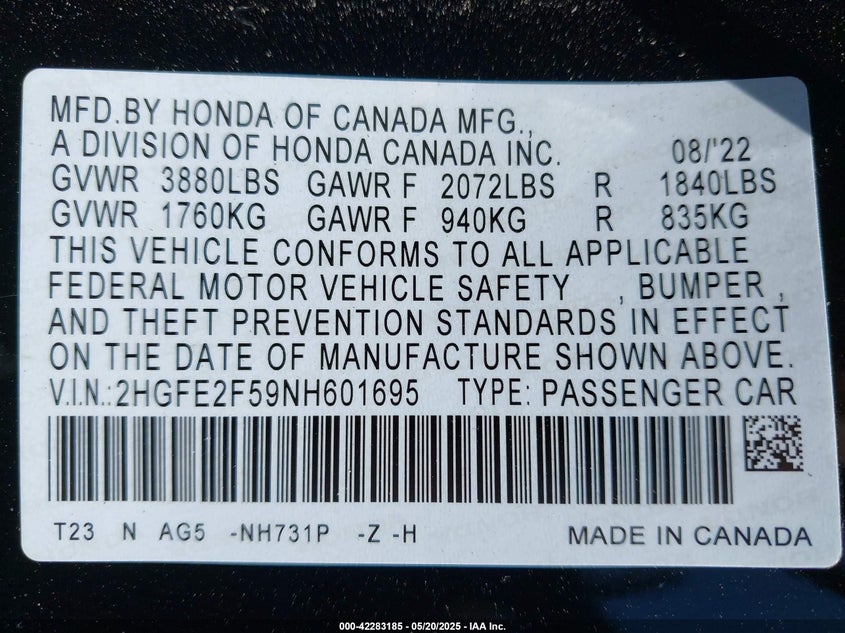 MFD.BY HONDA OF CANADA MFG.,
A DIVISION OF HONDA CANADA INC. 08/'22
GVWR 3880LBS GAWR F 2072LBS R 1840LBS
GVWR 1760KG GAWR F 940KG R 835KG
THIS VEHICLE CONFORMS TO ALL APPLICABLE
FEDERAL MOTOR VEHICLE SAFETY , BUMPER ,
AND THEFT PREVENTION STANDARDS IN EFFECT
ON THE DATE OF MANUFACTURE SHOWN ABOVE.
V.I.N.:2HGFE2F59NH601695 TYPE: PASSENGER CAR
T23 N AG5 -NH731P -Z -H MADE IN CANADA
000-42283185 - 05/20/2025 - IAA Inc.